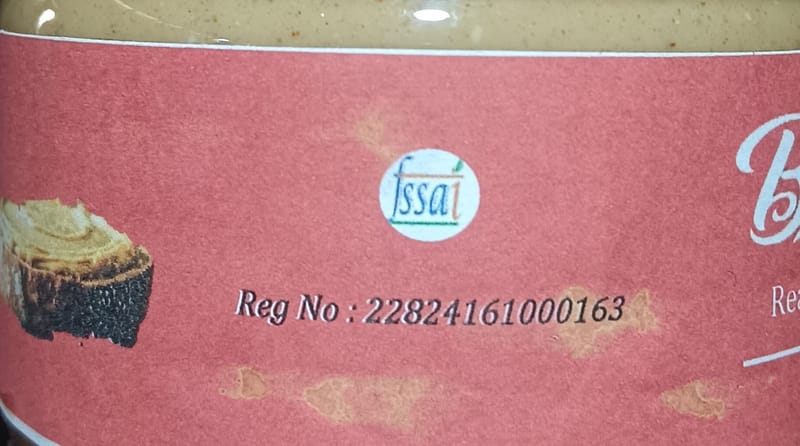 fssai
Reg No : 22824161000163